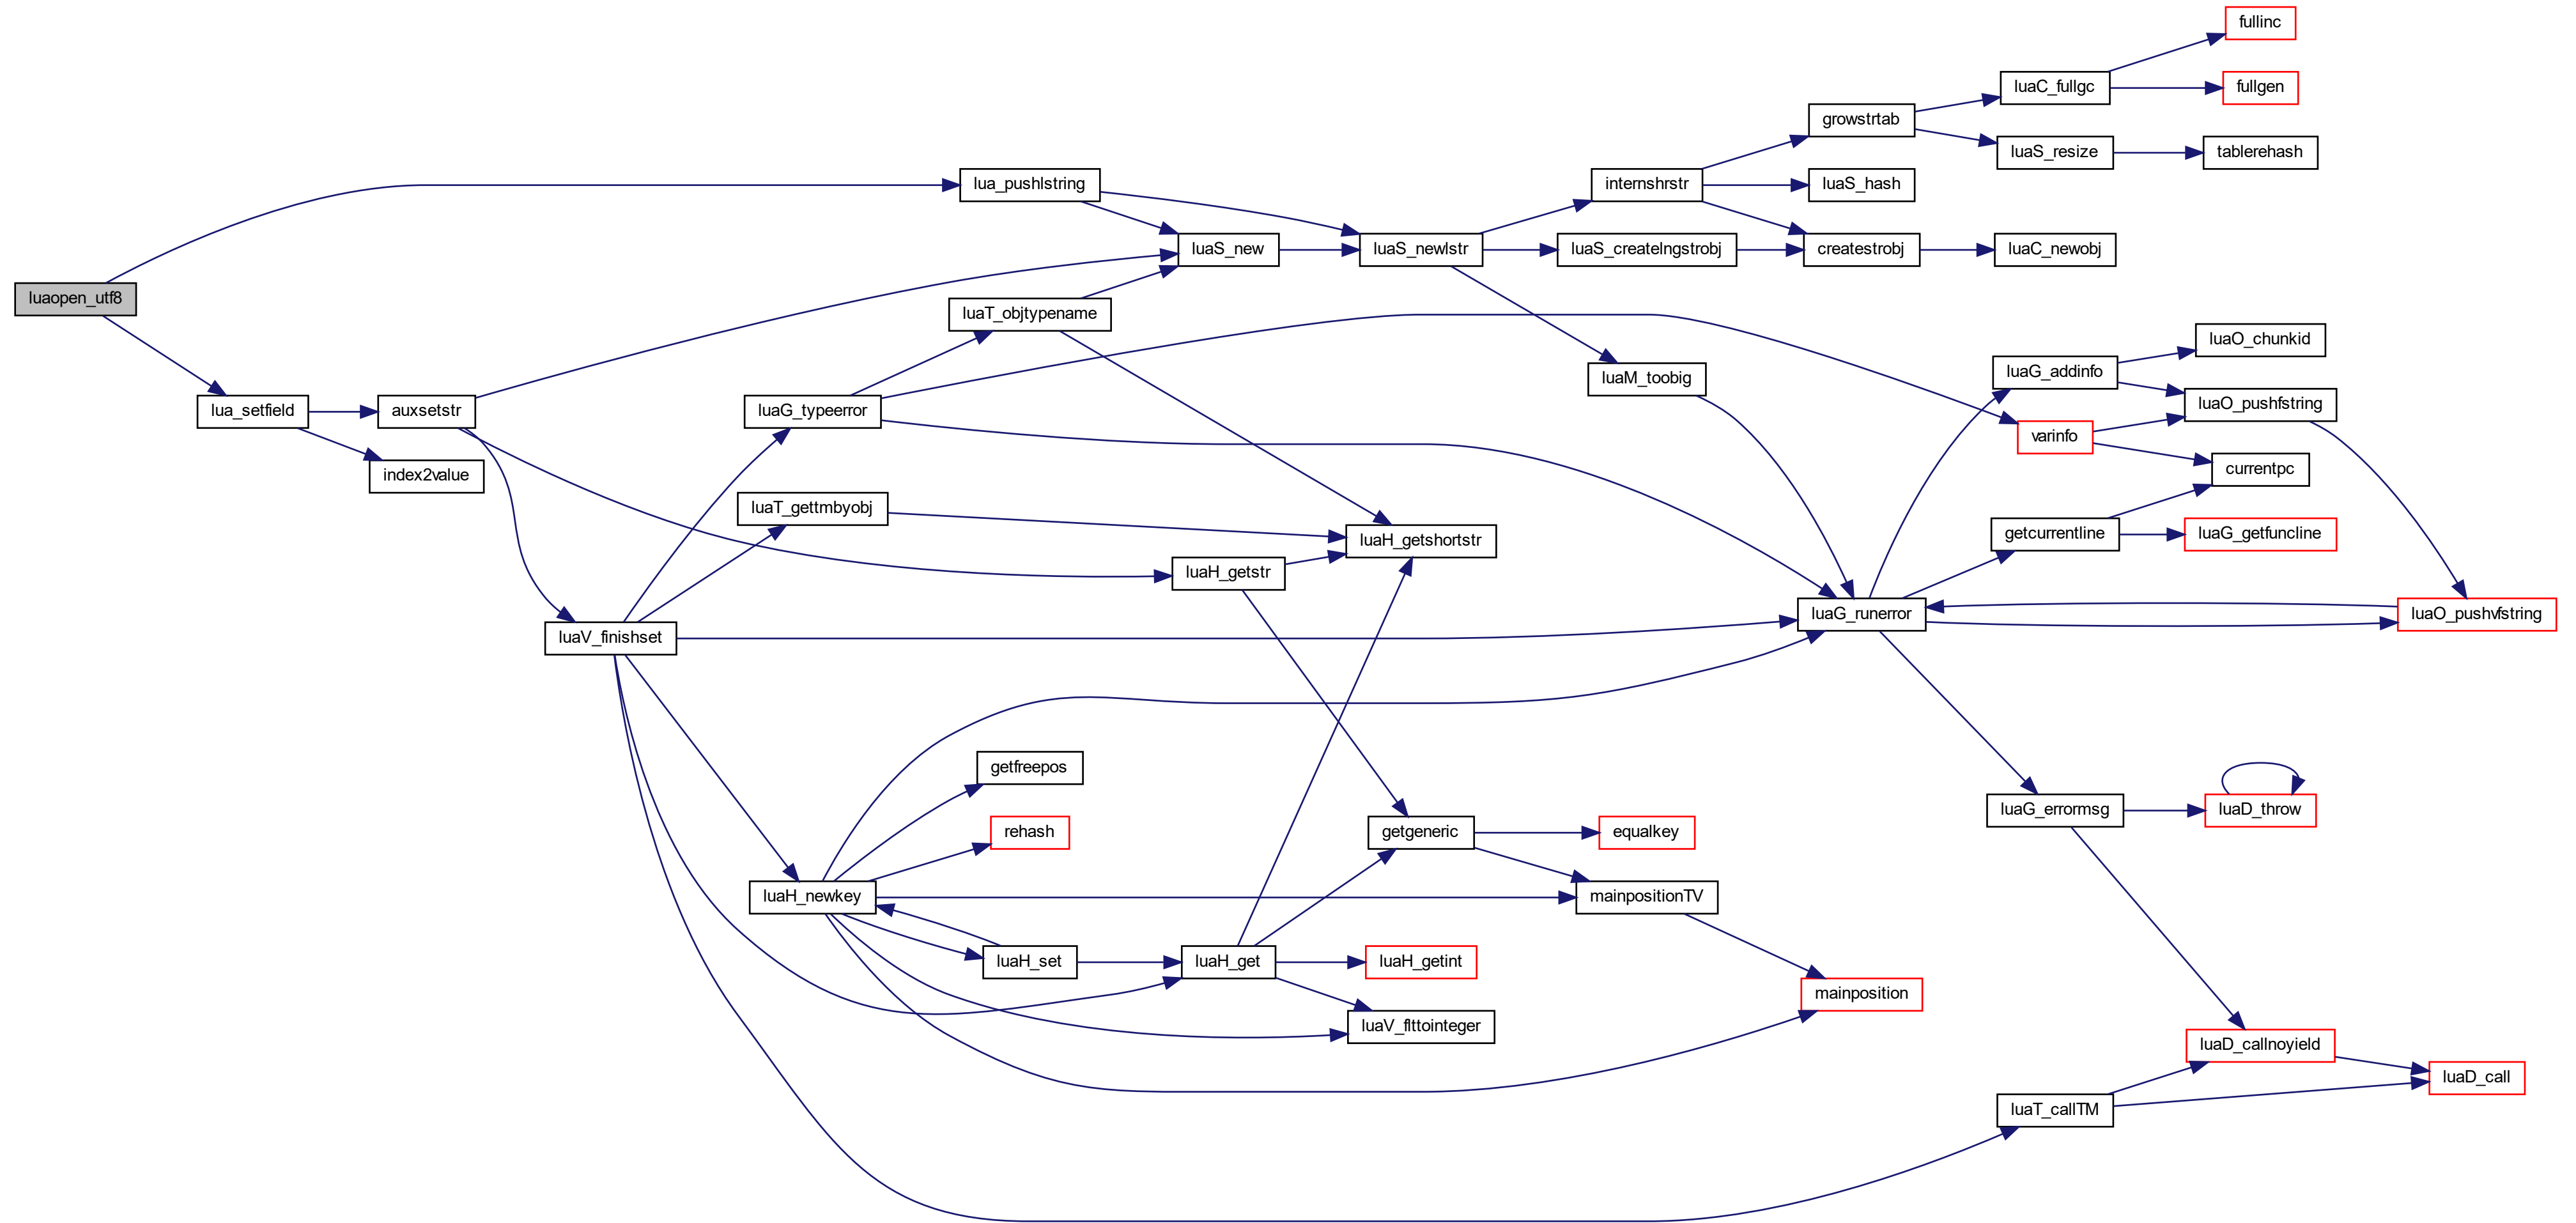 fullinc
luaC_fullgc
fullgen
growstrtab
luaS_resize
tablerehash
lua_pushlstring
internshrstr
luaS_hash
luaS_new
luaS_newlstr
luaS_createlngstrobj
createstrobj
luaC_newobj
luaopen_utf8
luaT_objtypename
luaO_chunkid
luaG_addinfo
luaM_toobig
luaO_pushfstring
lua_setfield
auxsetstr
luaG_typeerror
varinfo
index2value
currentpc
luaT_gettmbyobj
luaH_getshortstr
getcurrentline
luaG_getfuncline
luaH_getstr
luaG_runerror
luaO_pushvfstring
luaV_finishset
getfreepos
luaG_errormsg
luaD_throw
rehash
getgeneric
equalkey
luaH_newkey
mainpositionTV
luaH_set
luaH_get
luaH_getint
mainposition
luaV_flttointeger
luaD_callnoyield
luaD_call
luaT_callTM